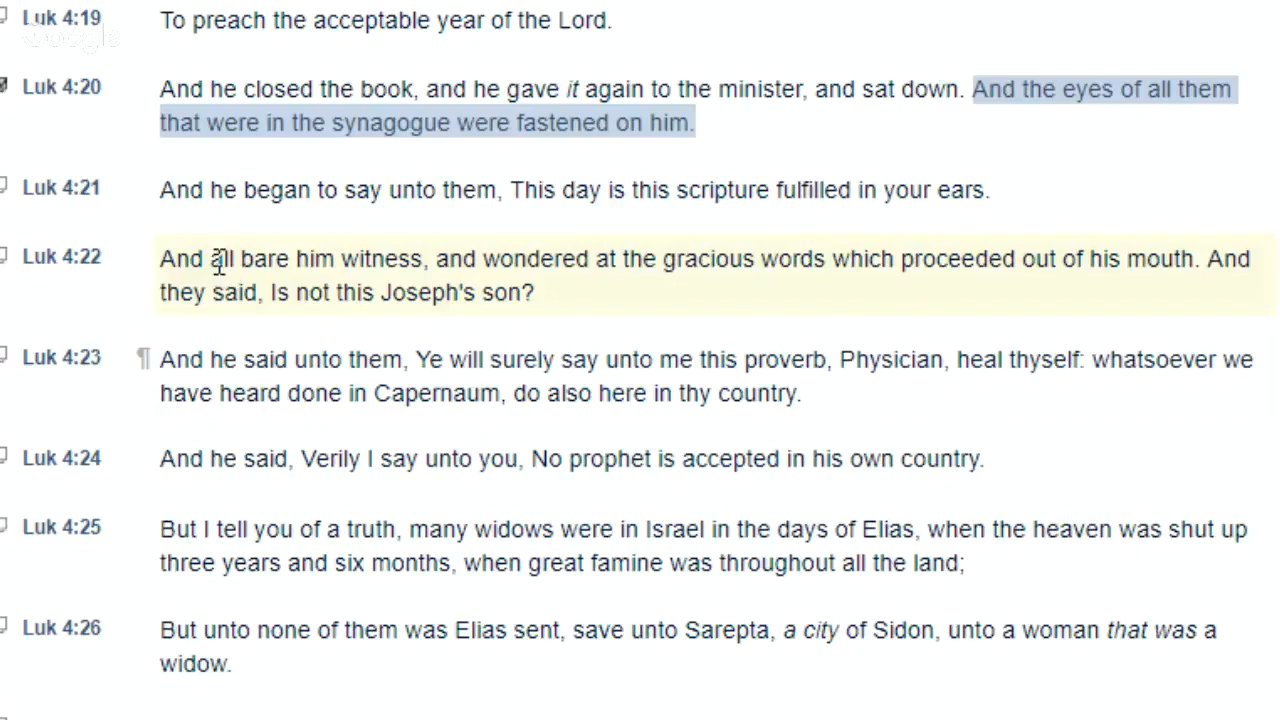 Luk 4:19 To preach the acceptable year of the Lord.
Google
Luk 4:20 And he closed the book, and he gave it again to the minister, and sat down. And the eyes of all them
that were in the synagogue were fastened on him.
Luk 4:21 And he began to say unto them, This day is this scripture fulfilled in your ears.
Luk 4:22 And all bare him witness, and wondered at the gracious words which proceeded out of his mouth. And
they said, Is not this Joseph's son?
Luk 4:23 ¶ And he said unto them, Ye will surely say unto me this proverb, Physician, heal thyself: whatsoever we
have heard done in Capernaum, do also here in thy country.
Luk 4:24 And he said, Verily I say unto you, No prophet is accepted in his own country.
Luk 4:25 But I tell you of a truth, many widows were in Israel in the days of Elias, when the heaven was shut up
three years and six months, when great famine was throughout all the land;
Luk 4:26 But unto none of them was Elias sent, save unto Sarepta, a city of Sidon, unto a woman that was a
widow.